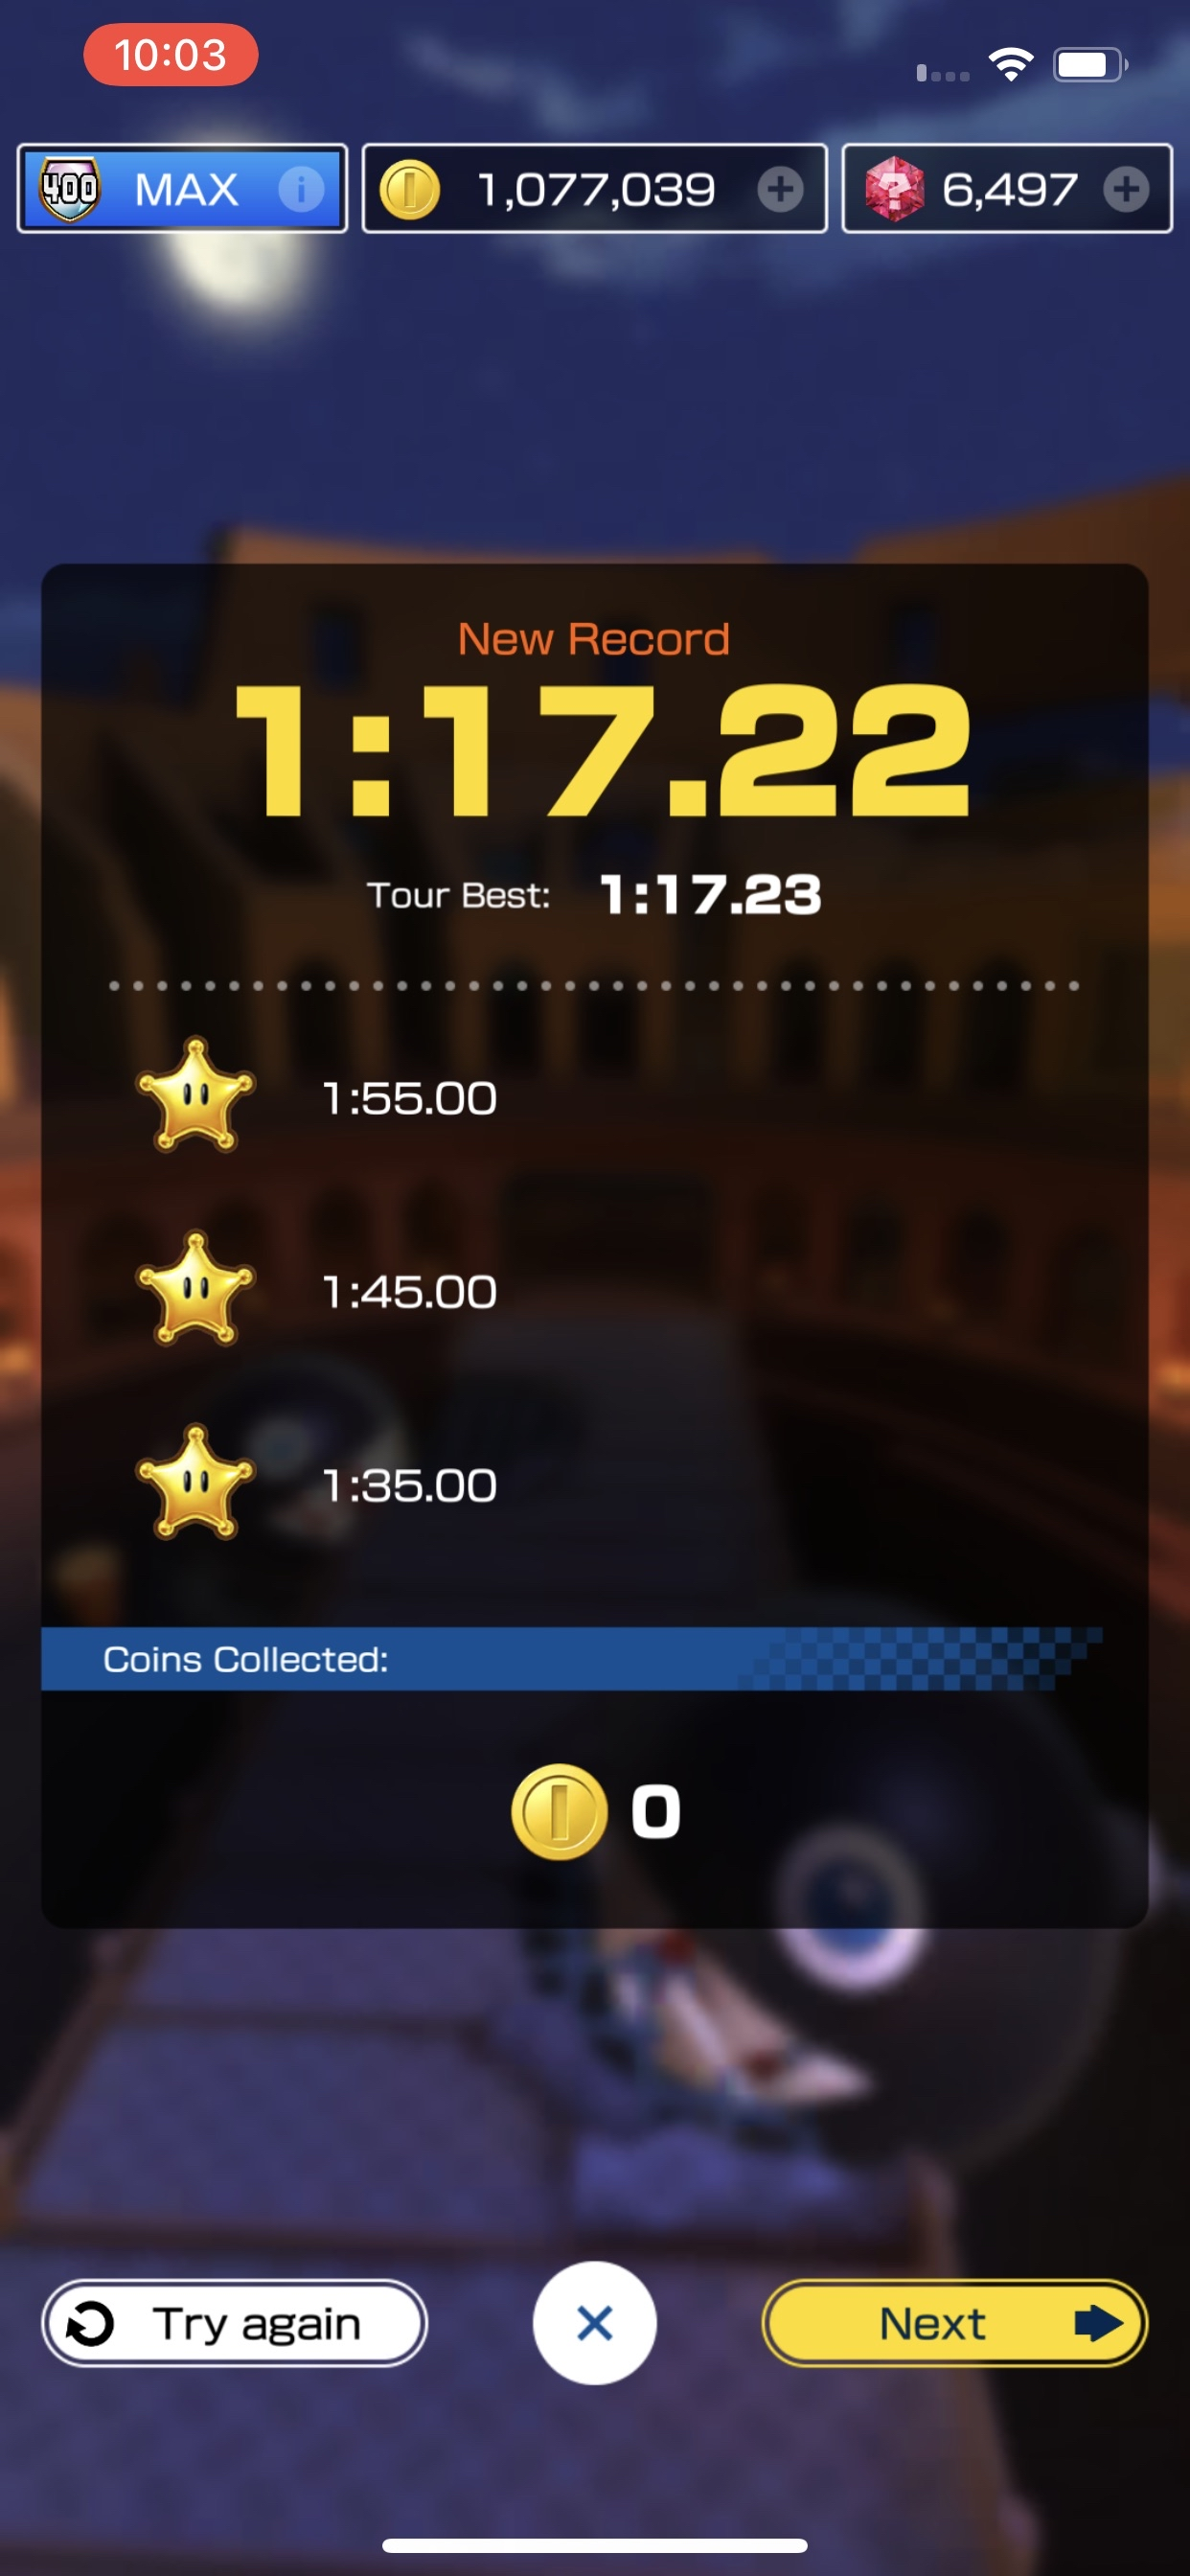 10:03
400 MAX i 1,077,039 + ? 6,497 +
New Record
1:17.22
Tour Best: 1:17.23
1:55.00
1:45.00
1:35.00
Coins Collected:
0
Try again × Next